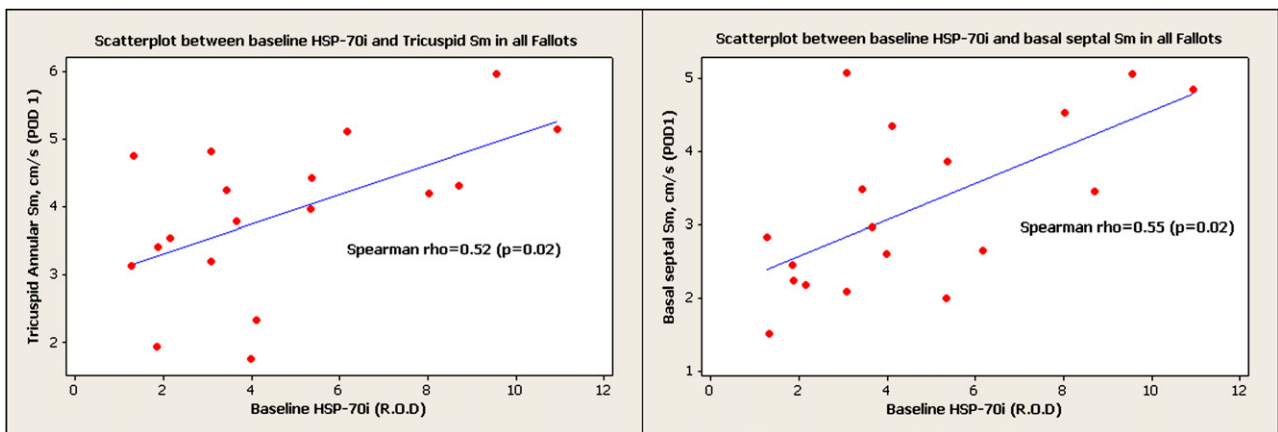 Scatterplot between baseline HSP-70i and Tricuspid Sm in all Fallots
Tricuspid Annular Sm, cm/s (POD 1)
6
5
4
3
2
Spearman rho=0.52 (p=0.02)
0 2 4 6 8 10 12
Baseline HSP-70i (R.O.D)
Scatterplot between baseline HSP-70i and basal septal Sm in all Fallots
Basal septal Sm, cm/s (POD1)
5
4
3
2
1
Spearman rho=0.55 (p=0.02)
0 2 4 6 8 10 12
Baseline HSP-70i (R.O.D)